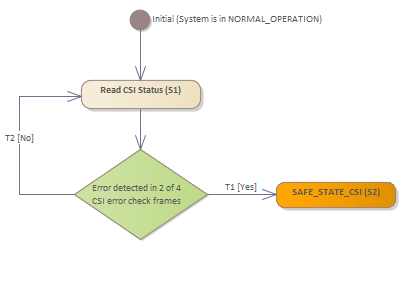 Initial (System is in NORMAL_OPERATION)
Read CSI Status (S1)
T2 [No]
Error detected in 2 of 4
CSI error check frames
T1 [Yes]
SAFE_STATE_CSI (S2)